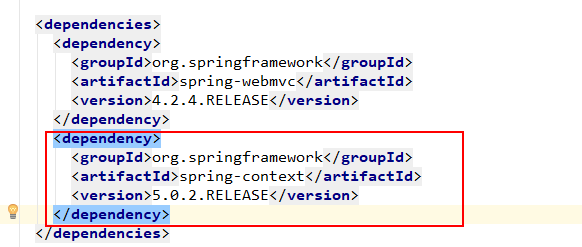 <dependencies>
<dependency>
<groupId>org.springframework</groupId>
<artifactId>spring-webmvc</artifactId>
<version>4.2.4.RELEASE</version>
</dependency>
<dependency>
<groupId>org.springframework</groupId>
<artifactId>spring-context</artifactId>
<version>5.0.2.RELEASE</version>
</dependency>
</dependencies>